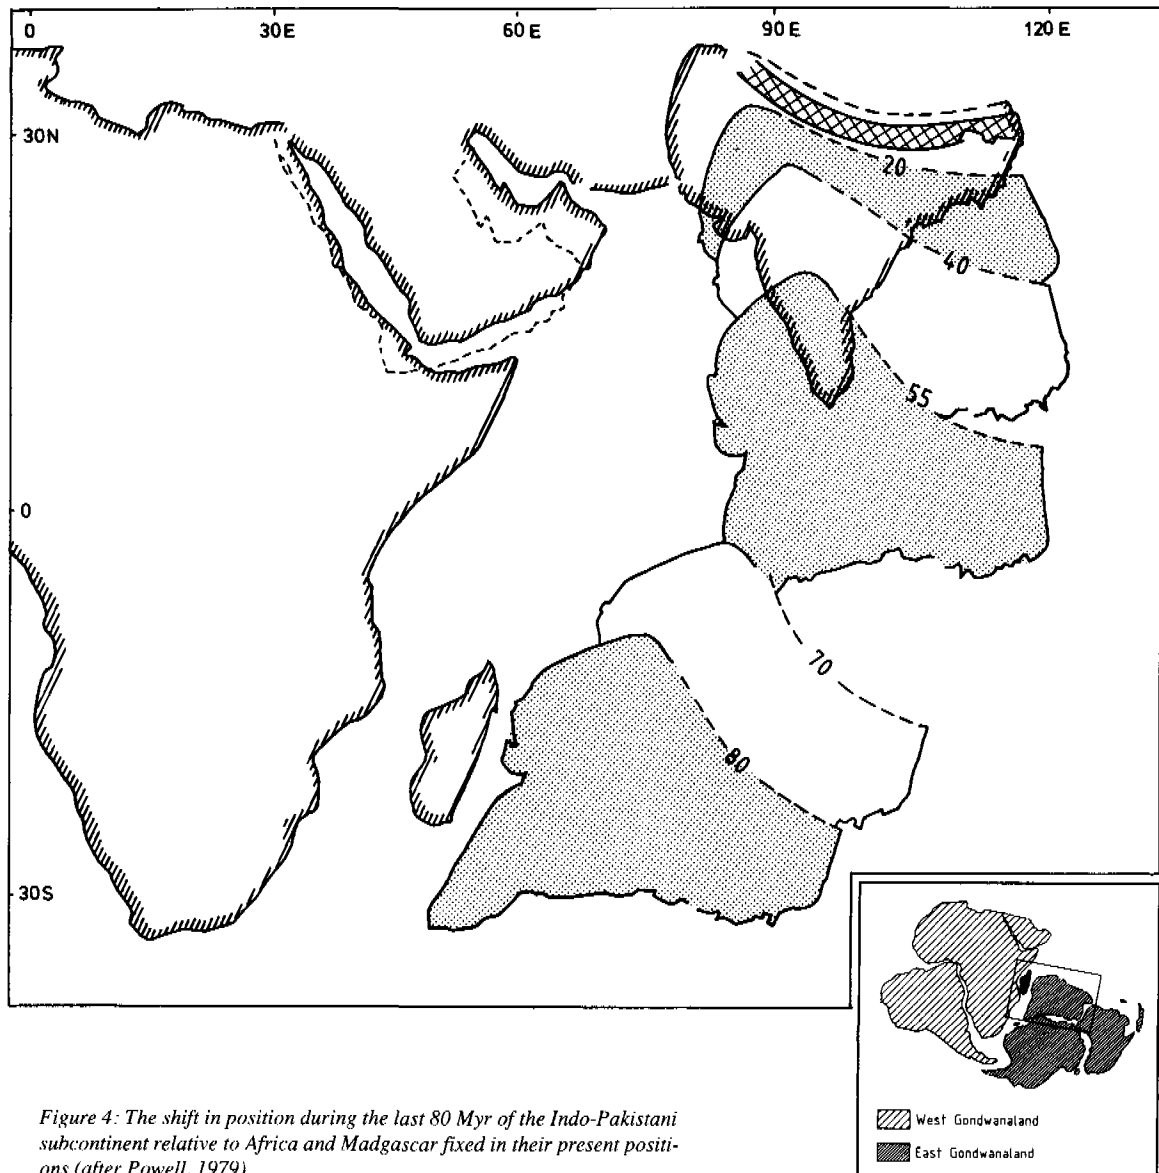 0 30E 60E 90E 120E
30N
20
40
55
0
70
80
30S
West Gondwanaland
East Gondwanaland
Figure 4: The shift in position during the last 80 Myr of the Indo-Pakistani
subcontinent relative to Africa and Madgascar fixed in their present positi-
ons (after Powell, 1979)